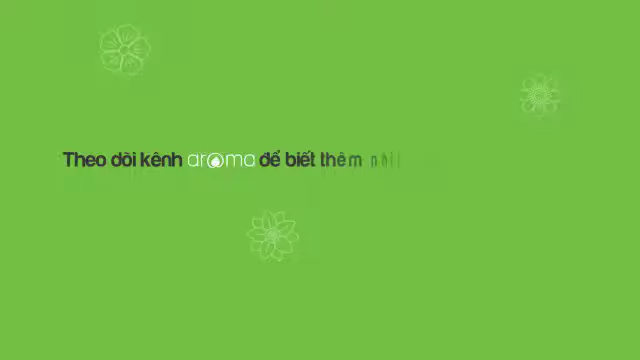 Theo dõi kênh aroma để biết thêm